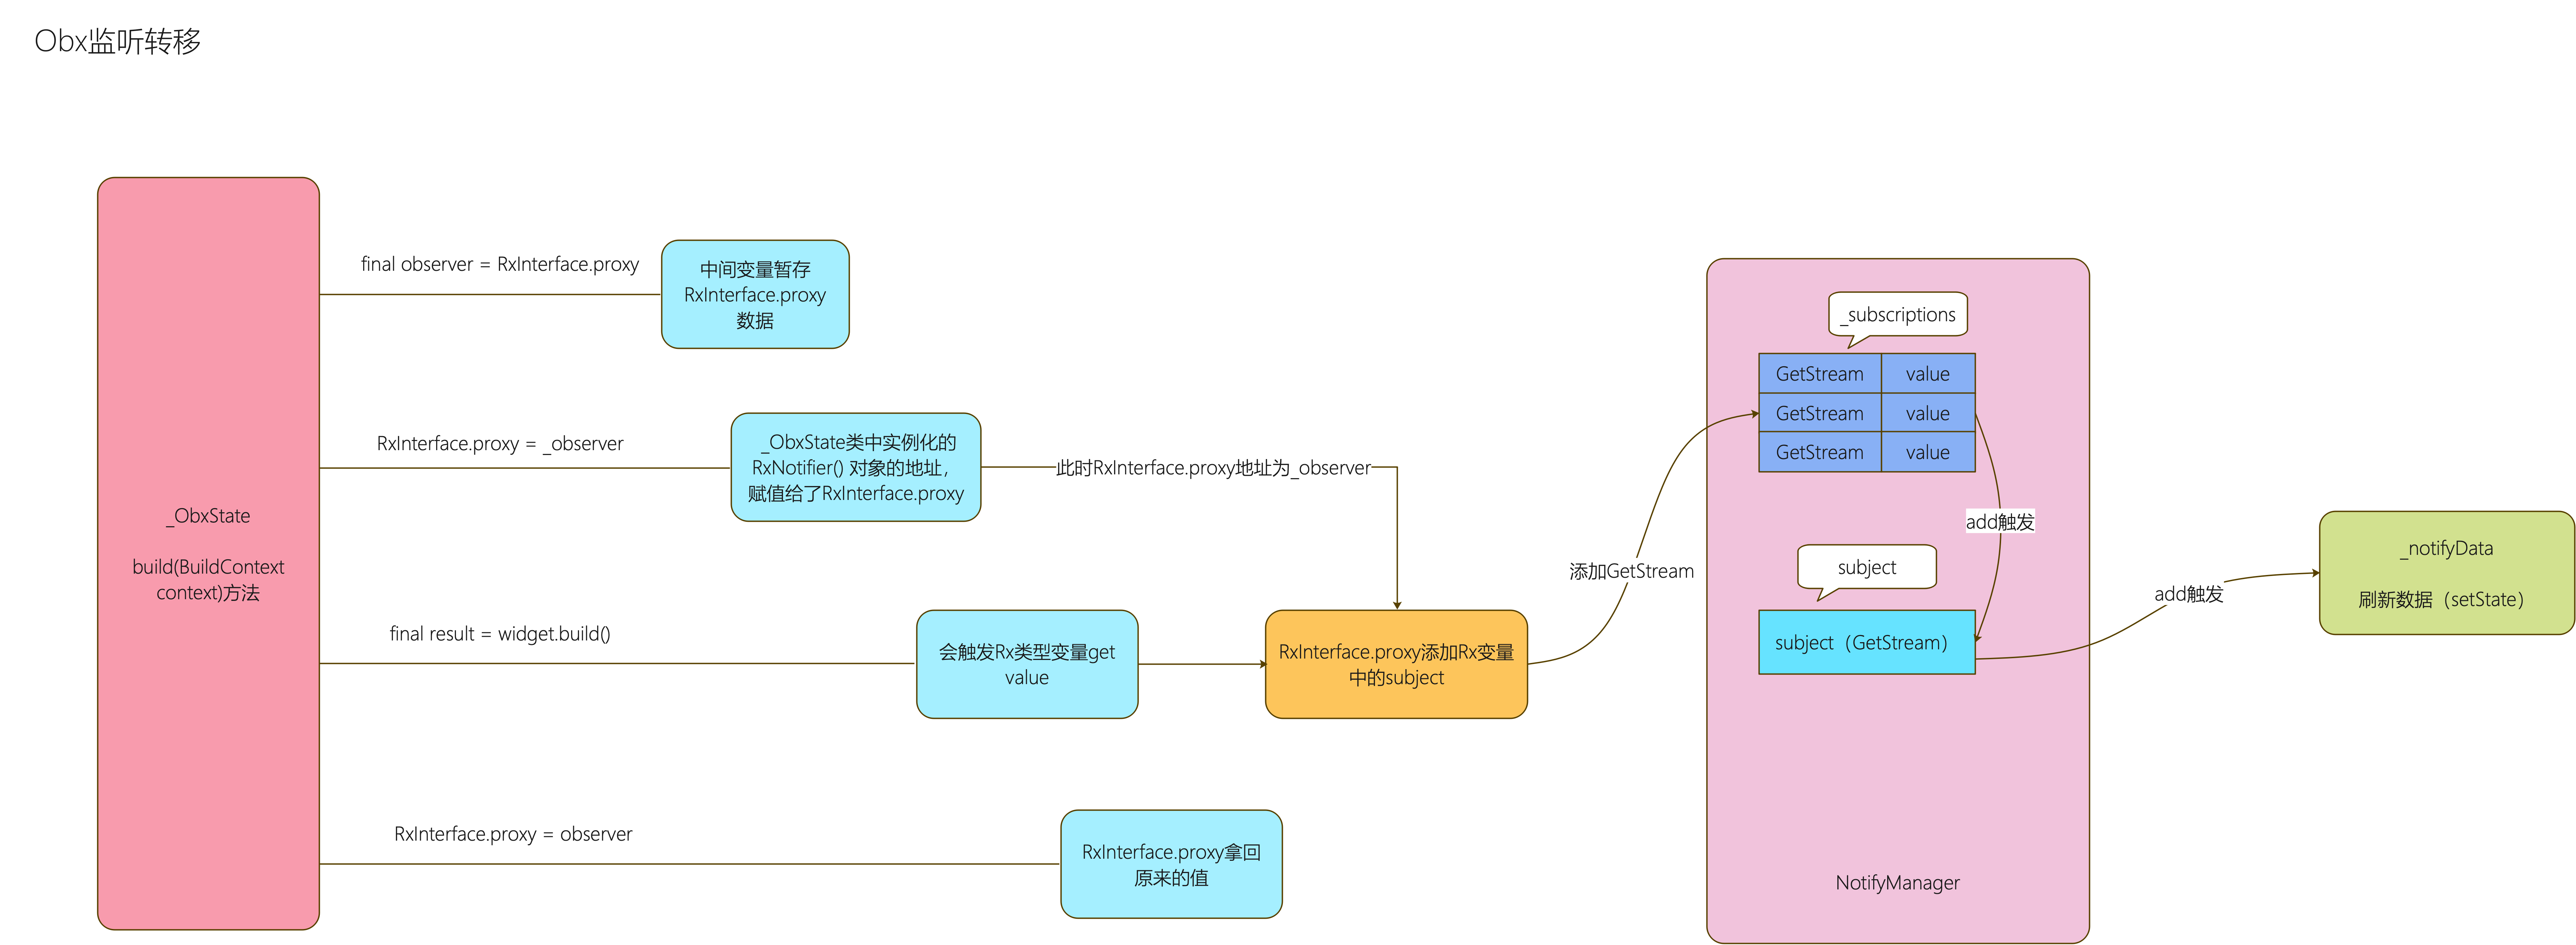 Obx监听转移
_ObxState
build(BuildContext
context)方法
final observer = RxInterface.proxy
中间变量暂存
RxInterface.proxy
数据
RxInterface.proxy = _observer
_ObxState类中实例化的
RxNotifier() 对象的地址，
赋值给了RxInterface.proxy
此时RxInterface.proxy地址为_observer
final result = widget.build()
会触发Rx类型变量get
value
RxInterface.proxy添加Rx变量
中的subject
RxInterface.proxy = observer
RxInterface.proxy拿回
原来的值
添加GetStream
_subscriptions
GetStream value
GetStream value
GetStream value
add触发
subject
subject（GetStream）
NotifyManager
add触发
_notifyData
刷新数据（setState）